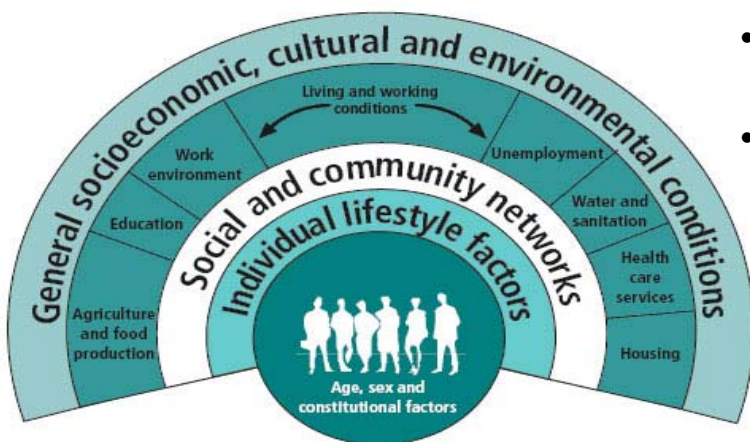 General socioeconomic, cultural and environmental conditions
Living and working
conditions
Work
environment
Unemployment
Education
Water and
sanitation
Agriculture
and food
production
Health
care
services
Housing
Social and community networks
Individual lifestyle factors
Age, sex and
constitutional factors
•
•